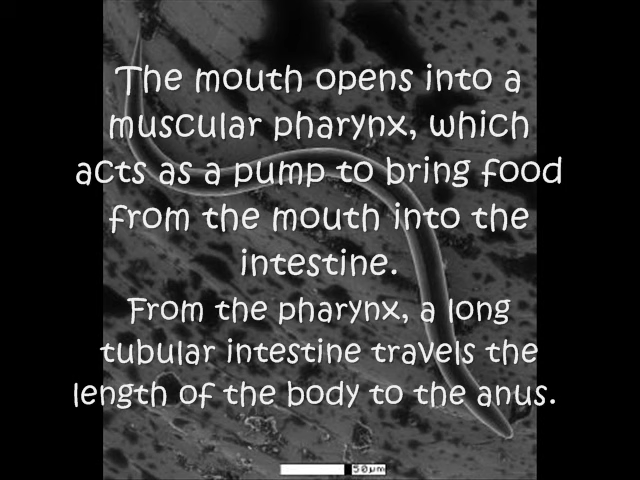 The mouth opens into a
muscular pharynx, which
acts as a pump to bring food
from the mouth into the
intestine.
From the pharynx, a long
tubular intestine travels the
length of the body to the anus.
50µm